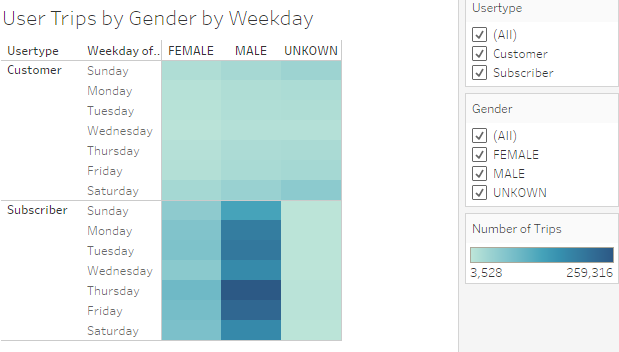 User Trips by Gender by Weekday
Usertype Weekday of.. FEMALE MALE UNKOWN
Customer Sunday
Monday
Tuesday
Wednesday
Thursday
Friday
Saturday
Subscriber Sunday
Monday
Tuesday
Wednesday
Thursday
Friday
Saturday
Usertype
(All)
Customer
Subscriber
Gender
(All)
FEMALE
MALE
UNKOWN
Number of Trips
3,528 259,316